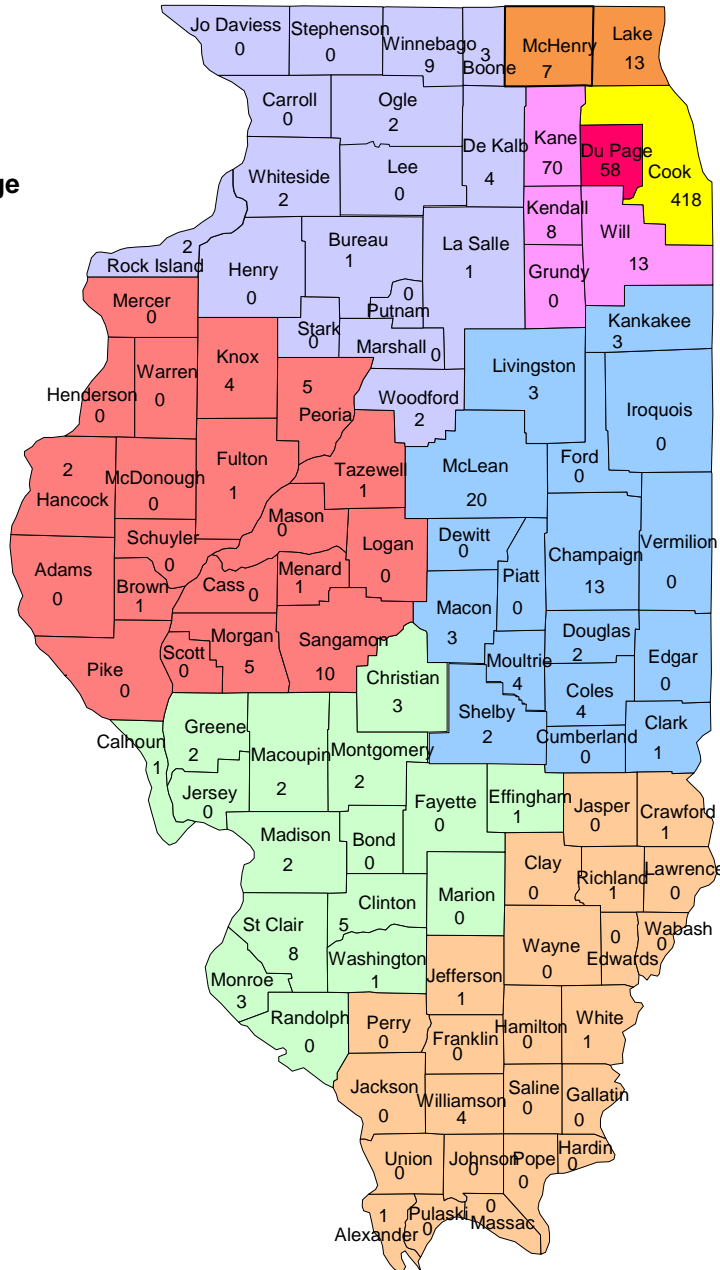 Jo Daviess
0
Stephenson
0
Winnebago
9
3
Boone
McHenry
7
Lake
13
Carroll
0
Ogle
2
De Kalb
4
Kane
70
Du Page
58
Cook
418
ge
Whiteside
2
Lee
0
Kendall
8
Will
13
2
Rock Island
Henry
0
Bureau
1
0
Putnam
La Salle
1
Grundy
0
Mercer
0
Stark
0
Marshall 0
Kankakee
3
Henderson
0
Warren
0
Knox
4
5
Peoria
Woodford
2
Livingston
3
Iroquois
0
2
Hancock
McDonough
0
Fulton
1
Tazewell
1
McLean
20
Ford
0
Schuyler
0
Mason
0
Logan
0
Dewitt
0
Piatt
0
Champaign
13
Vermilion
0
Adams
0
Brown
1
Cass 0
Menard
1
Macon
3
Douglas
2
Edgar
0
Pike
0
Scott
0
Morgan
5
Sangamon
10
Christian
3
Moultrie
4
Coles
4
Shelby
2
Cumberland
0
Clark
1
Calhoun
1
Greene
2
Macoupin
2
Montgomery
2
Jersey
0
Fayette
0
Effingham
1
Jasper
0
Crawford
1
Madison
2
Bond
0
Clay
0
Richland
1
Lawrence
0
Marion
0
Clinton
5
St Clair
8
Washington
1
Wayne
0
0
Edwards
Wabash
0
Monroe
3
Jefferson
1
Randolph
0
Perry
0
Franklin
0
Hamilton
0
White
1
Jackson
0
Williamson
4
Saline
0
Gallatin
0
Union
0
Johnson
0
Pope
0
Hardin
0
1
Alexander
Pulaski
0
0
Massac